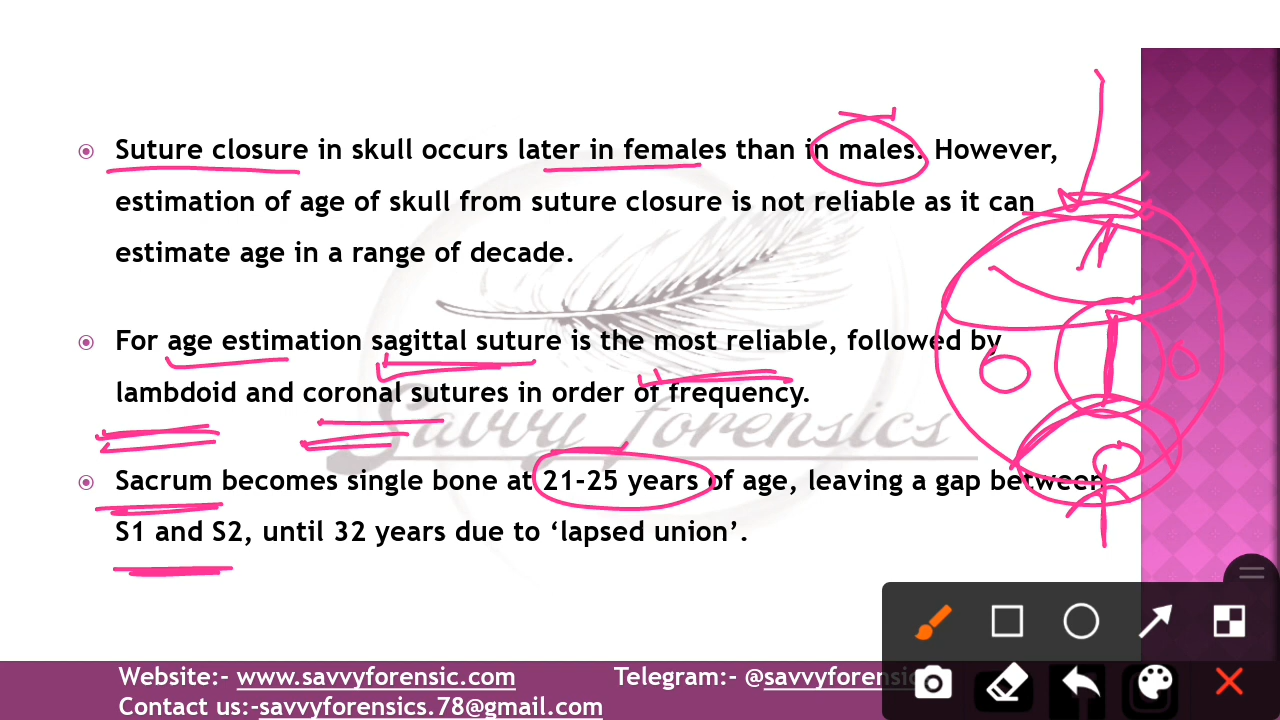 Suture closure in skull occurs later in females than in males. However,
estimation of age of skull from suture closure is not reliable as it can
estimate age in a range of decade.
For age estimation sagittal suture is the most reliable, followed by
lambdoid and coronal sutures in order of frequency.
Savvy forensics
Sacrum becomes single bone at 21-25 years of age, leaving a gap between
S1 and S2, until 32 years due to ‘lapsed union’.
Website:- www.savvyforensic.com Telegram:- @savvyforensic
Contact us:-savvyforensics.78@gmail.com